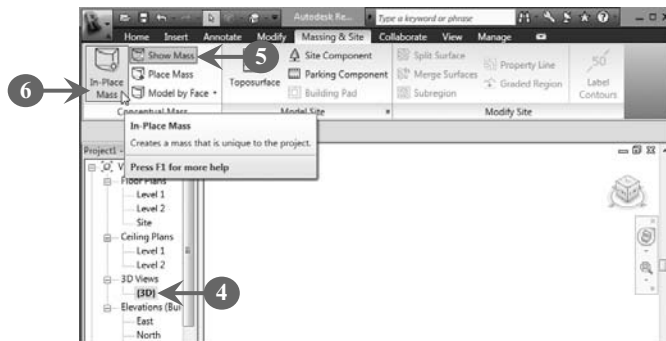 Autodesk Re...
Type a keyword or phrase
Home Insert Annotate Modify Massing & Site Collaborate View Manage
In-Place Mass
Show Mass
Place Mass
Model by Face
Conceptual Mass
Toposurface
Site Component
Parking Component
Building Pad
Model Site
Split Surface
Merge Surfaces
Subregion
Property Line
Graded Region
Modify Site
50
Label Contours
5
6
In-Place Mass
Creates a mass that is unique to the project.
Press F1 for more help
Project1 -
Floor Plans
Level 1
Level 2
Site
Ceiling Plans
Level 1
Level 2
3D Views
{3D}
4
Elevations (Bui
East
North